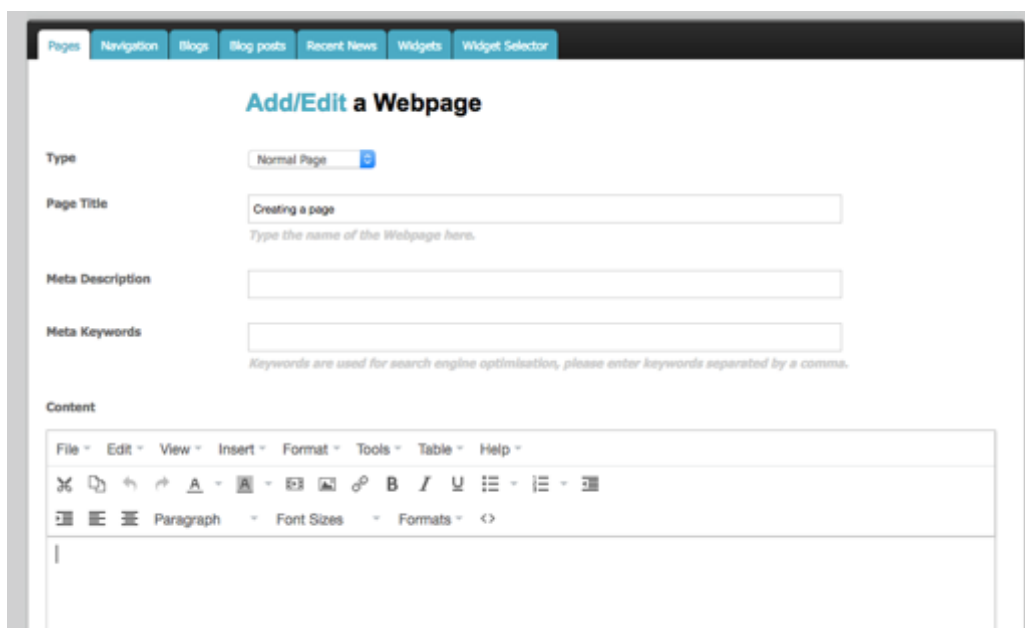 Pages Navigation Blogs Blog posts Recent News Widgets Widget Selector
Add/Edit a Webpage
Type Normal Page
Page Title Creating a page
Type the name of the Webpage here.
Meta Description
Meta Keywords
Keywords are used for search engine optimisation, please enter keywords separated by a comma.
Content
File Edit View Insert Format Tools Table Help
A A B I U
Paragraph Font Sizes Formats <>